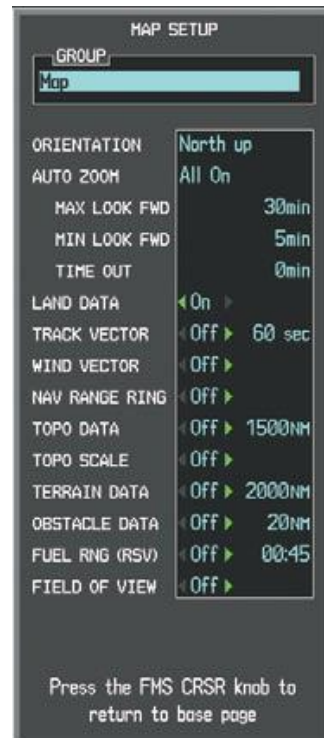 MAP SETUP
GROUP
Map
ORIENTATION North up
AUTO ZOOM All On
MAX LOOK FWD 30min
MIN LOOK FWD 5min
TIME OUT 0min
LAND DATA On
TRACK VECTOR Off 60 sec
WIND VECTOR Off
NAV RANGE RING Off
TOPO DATA Off 1500NM
TOPO SCALE Off
TERRAIN DATA Off 2000NM
OBSTACLE DATA Off 20NM
FUEL RNG (RSV) Off 00:45
FIELD OF VIEW Off
Press the FMS CRSR knob to
return to base page